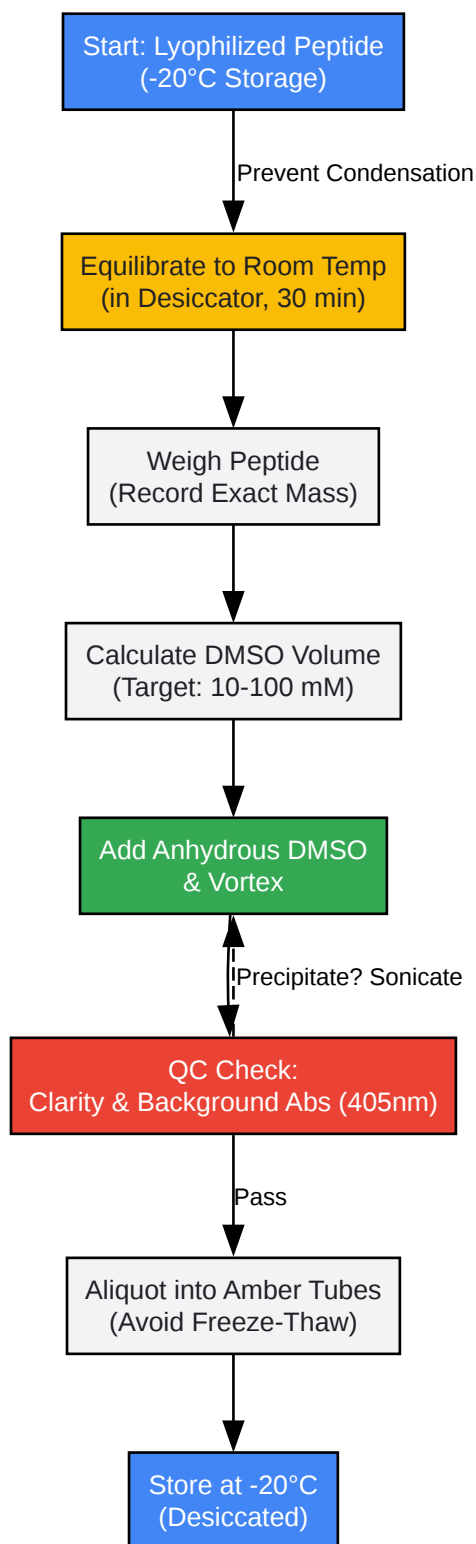 Start: Lyophilized Peptide
(-20°C Storage)
Prevent Condensation
Equilibrate to Room Temp
(in Desiccator, 30 min)
Weigh Peptide
(Record Exact Mass)
Calculate DMSO Volume
(Target: 10-100 mM)
Add Anhydrous DMSO
& Vortex
Precipitate? Sonicate
QC Check:
Clarity & Background Abs (405nm)
Pass
Aliquot into Amber Tubes
(Avoid Freeze-Thaw)
Store at -20°C
(Desiccated)